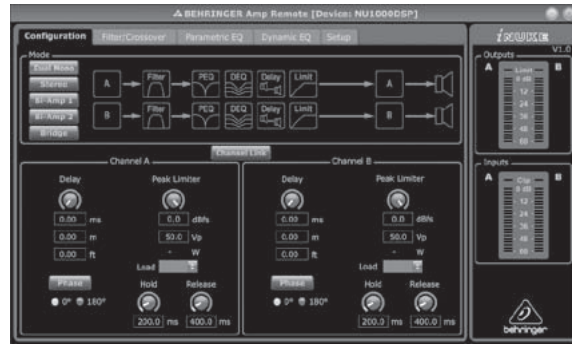 BEHRINGER Amp Remote [Device: NU1000DSP]
Configuration Filter/Crossover Parametric EQ Dynamic EQ Setup
iNUKE
V1.0
Mode
Dual Mono
Stereo
Bi-Amp 1
Bi-Amp 2
Bridge
A Filter PEQ DEQ Delay Limit A
B Filter PEQ DEQ Delay Limit B
Channel Link
Channel A
Delay Peak Limiter
0.00 ms 0.0 dBfs
0.00 m 50.0 Vp
0.00 ft - W
Load
Phase Hold Release
0° 180°
200.0 ms 400.0 ms
Channel B
Delay Peak Limiter
0.00 ms 0.0 dBfs
0.00 m 50.0 Vp
0.00 ft - W
Load
Phase Hold Release
0° 180°
200.0 ms 400.0 ms
Outputs
A Limit B
0 dB
- 12 -
- 24 -
- 36 -
- 48 -
- 60 -
Inputs
A Clip B
0 dB
- 12 -
- 24 -
- 36 -
- 48 -
- 60 -
behringer